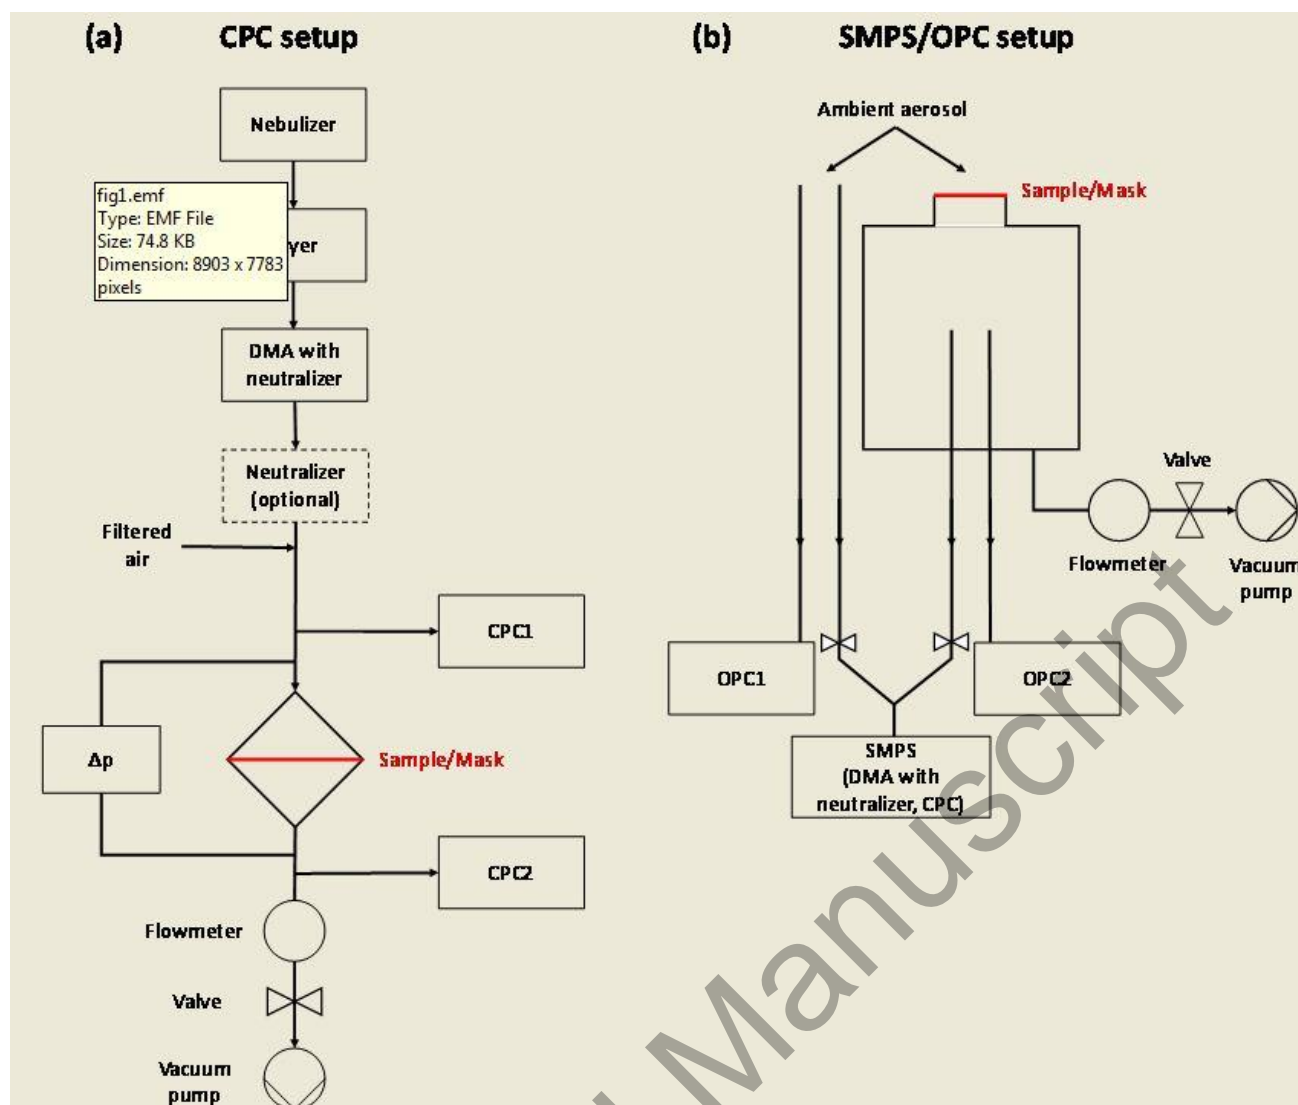 (a) CPC setup
Nebulizer
fig1.emf
Type: EMF File
Size: 74.8 KB
Dimension: 8903 x 7783
pixels
yer
DMA with
neutralizer
Neutralizer
(optional)
Filtered
air
CPC1
Δp
Sample/Mask
CPC2
Flowmeter
Valve
Vacuum
pump
(b) SMPS/OPC setup
Ambient aerosol
Sample/Mask
Valve
Flowmeter
Vacuum
pump
OPC1
OPC2
SMPS
(DMA with
neutralizer, CPC)
Manuscript